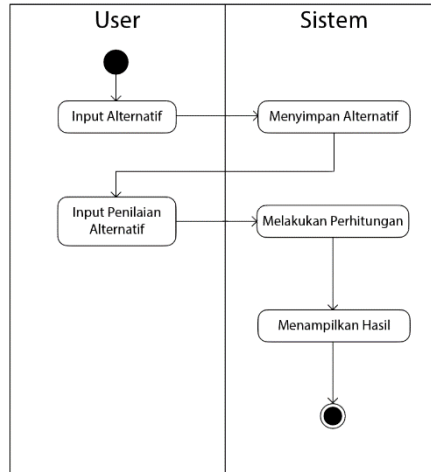 User
Sistem
Input Alternatif
Menyimpan Alternatif
Input Penilaian
Alternatif
Melakukan Perhitungan
Menampilkan Hasil